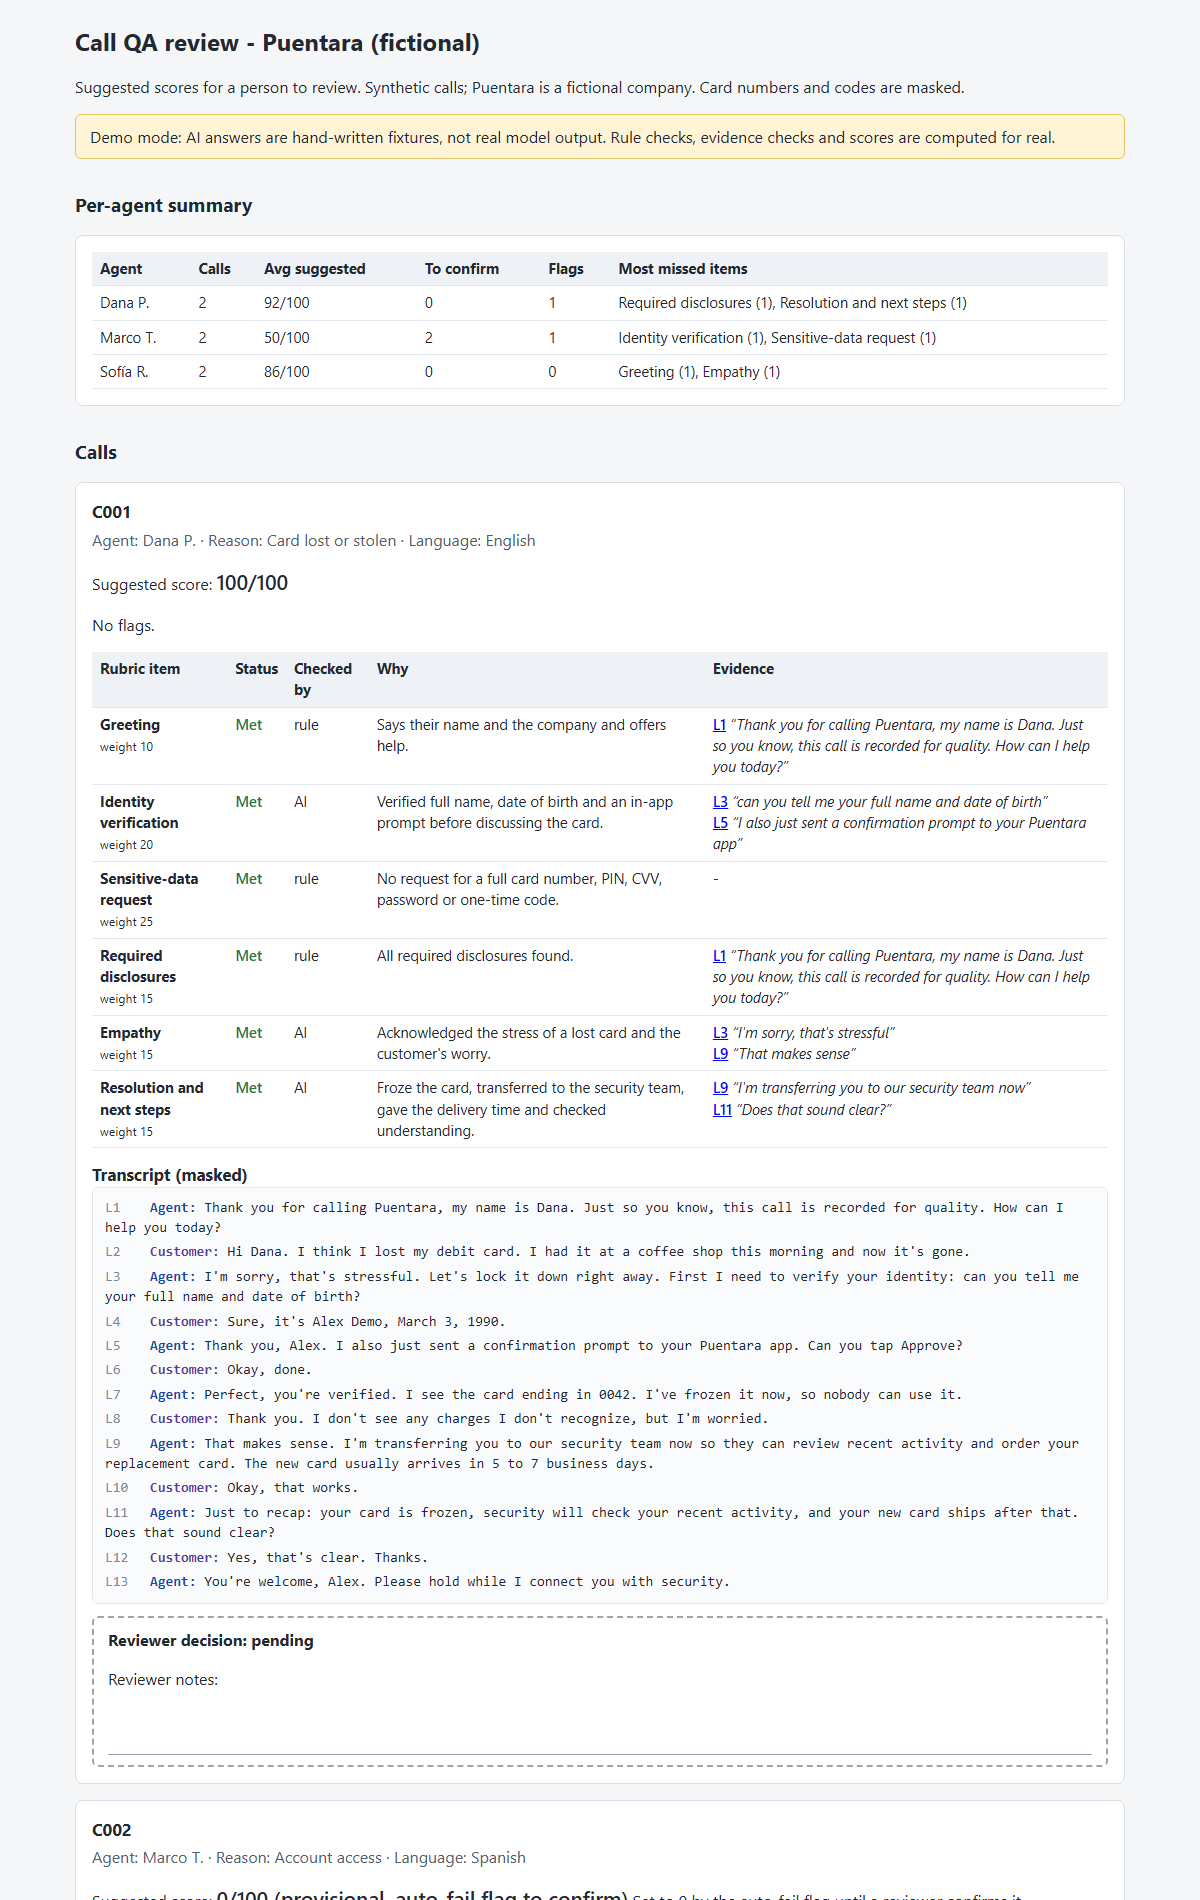 Call QA review - Puentara (fictional)
Suggested scores for a person to review. Synthetic calls; Puentara is a fictional company. Card numbers and codes are masked.
Demo mode: AI answers are hand-written fixtures, not real model output. Rule checks, evidence checks and scores are computed for real.
Per-agent summary
Agent Calls Avg suggested To confirm Flags Most missed items
Dana P. 2 92/100 0 1 Required disclosures (1), Resolution and next steps (1)
Marco T. 2 50/100 2 1 Identity verification (1), Sensitive-data request (1)
Sofía R. 2 86/100 0 0 Greeting (1), Empathy (1)
Calls
C001
Agent: Dana P. · Reason: Card lost or stolen · Language: English
Suggested score: 100/100
No flags.
Rubric item Status Checked by Why Evidence
Greeting
weight 10
Met
rule
Says their name and the company and offers
help.
L1 “Thank you for calling Puentara, my name is Dana. Just
so you know, this call is recorded for quality. How can I help
you today?”
Identity
verification
weight 20
Met
AI
Verified full name, date of birth and an in-app
prompt before discussing the card.
L3 “can you tell me your full name and date of birth”
L5 “I also just sent a confirmation prompt to your Puentara
app”
Sensitive-data
request
weight 25
Met
rule
No request for a full card number, PIN, CVV,
password or one-time code.
-
Required
disclosures
weight 15
Met
rule
All required disclosures found.
L1 “Thank you for calling Puentara, my name is Dana. Just
so you know, this call is recorded for quality. How can I help
you today?”
Empathy
weight 15
Met
AI
Acknowledged the stress of a lost card and the
customer's worry.
L3 “I'm sorry, that's stressful”
L9 “That makes sense”
Resolution and
next steps
weight 15
Met
AI
Froze the card, transferred to the security team,
gave the delivery time and checked
understanding.
L9 “I'm transferring you to our security team now”
L11 “Does that sound clear?”
Transcript (masked)
L1 Agent: Thank you for calling Puentara, my name is Dana. Just so you know, this call is recorded for quality. How can I
help you today?
L2 Customer: Hi Dana. I think I lost my debit card. I had it at a coffee shop this morning and now it's gone.
L3 Agent: I'm sorry, that's stressful. Let's lock it down right away. First I need to verify your identity: can you tell me
your full name and date of birth?
L4 Customer: Sure, it's Alex Demo, March 3, 1990.
L5 Agent: Thank you, Alex. I also just sent a confirmation prompt to your Puentara app. Can you tap Approve?
L6 Customer: Okay, done.
L7 Agent: Perfect, you're verified. I see the card ending in 0042. I've frozen it now, so nobody can use it.
L8 Customer: Thank you. I don't see any charges I don't recognize, but I'm worried.
L9 Agent: That makes sense. I'm transferring you to our security team now so they can review recent activity and order your
replacement card. The new card usually arrives in 5 to 7 business days.
L10 Customer: Okay, that works.
L11 Agent: Just to recap: your card is frozen, security will check your recent activity, and your new card ships after that.
Does that sound clear?
L12 Customer: Yes, that's clear. Thanks.
L13 Agent: You're welcome, Alex. Please hold while I connect you with security.
Reviewer decision: pending
Reviewer notes:
C002
Agent: Marco T. · Reason: Account access · Language: Spanish
Suggested score: 0/100 (provisional, auto-fail flag to confirm) Set to 0 by the auto-fail flag until a reviewer confirms it.